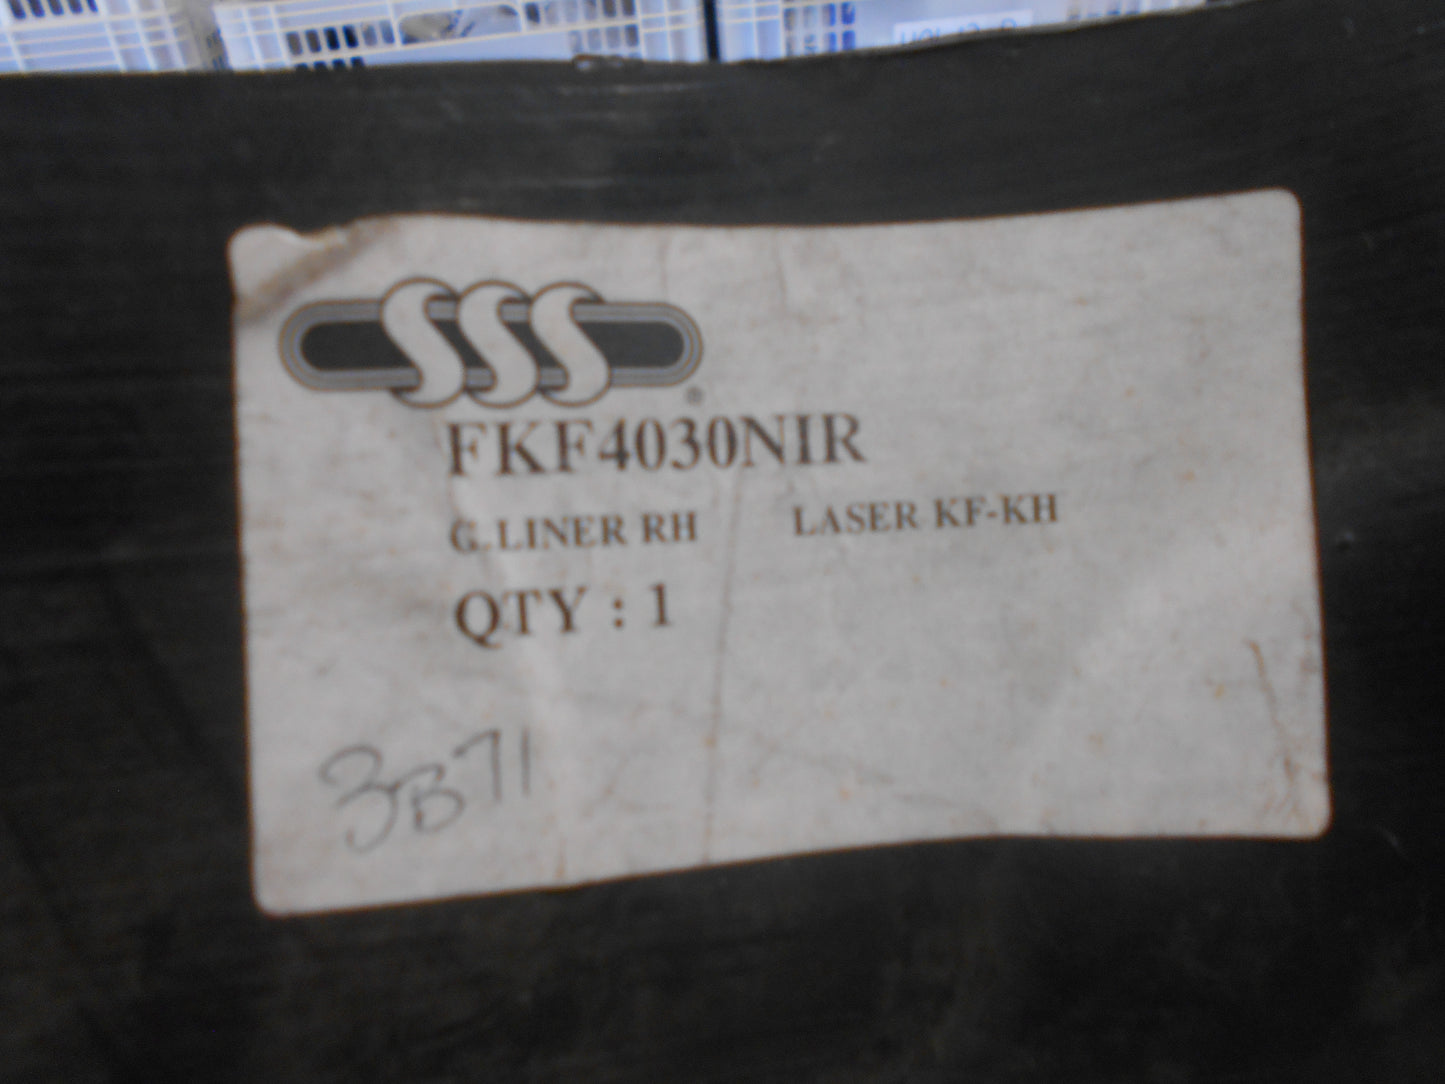 SSS
®
FKF4030NIR
G.LINER RH LASER KF-KH
QTY : 1
3B71